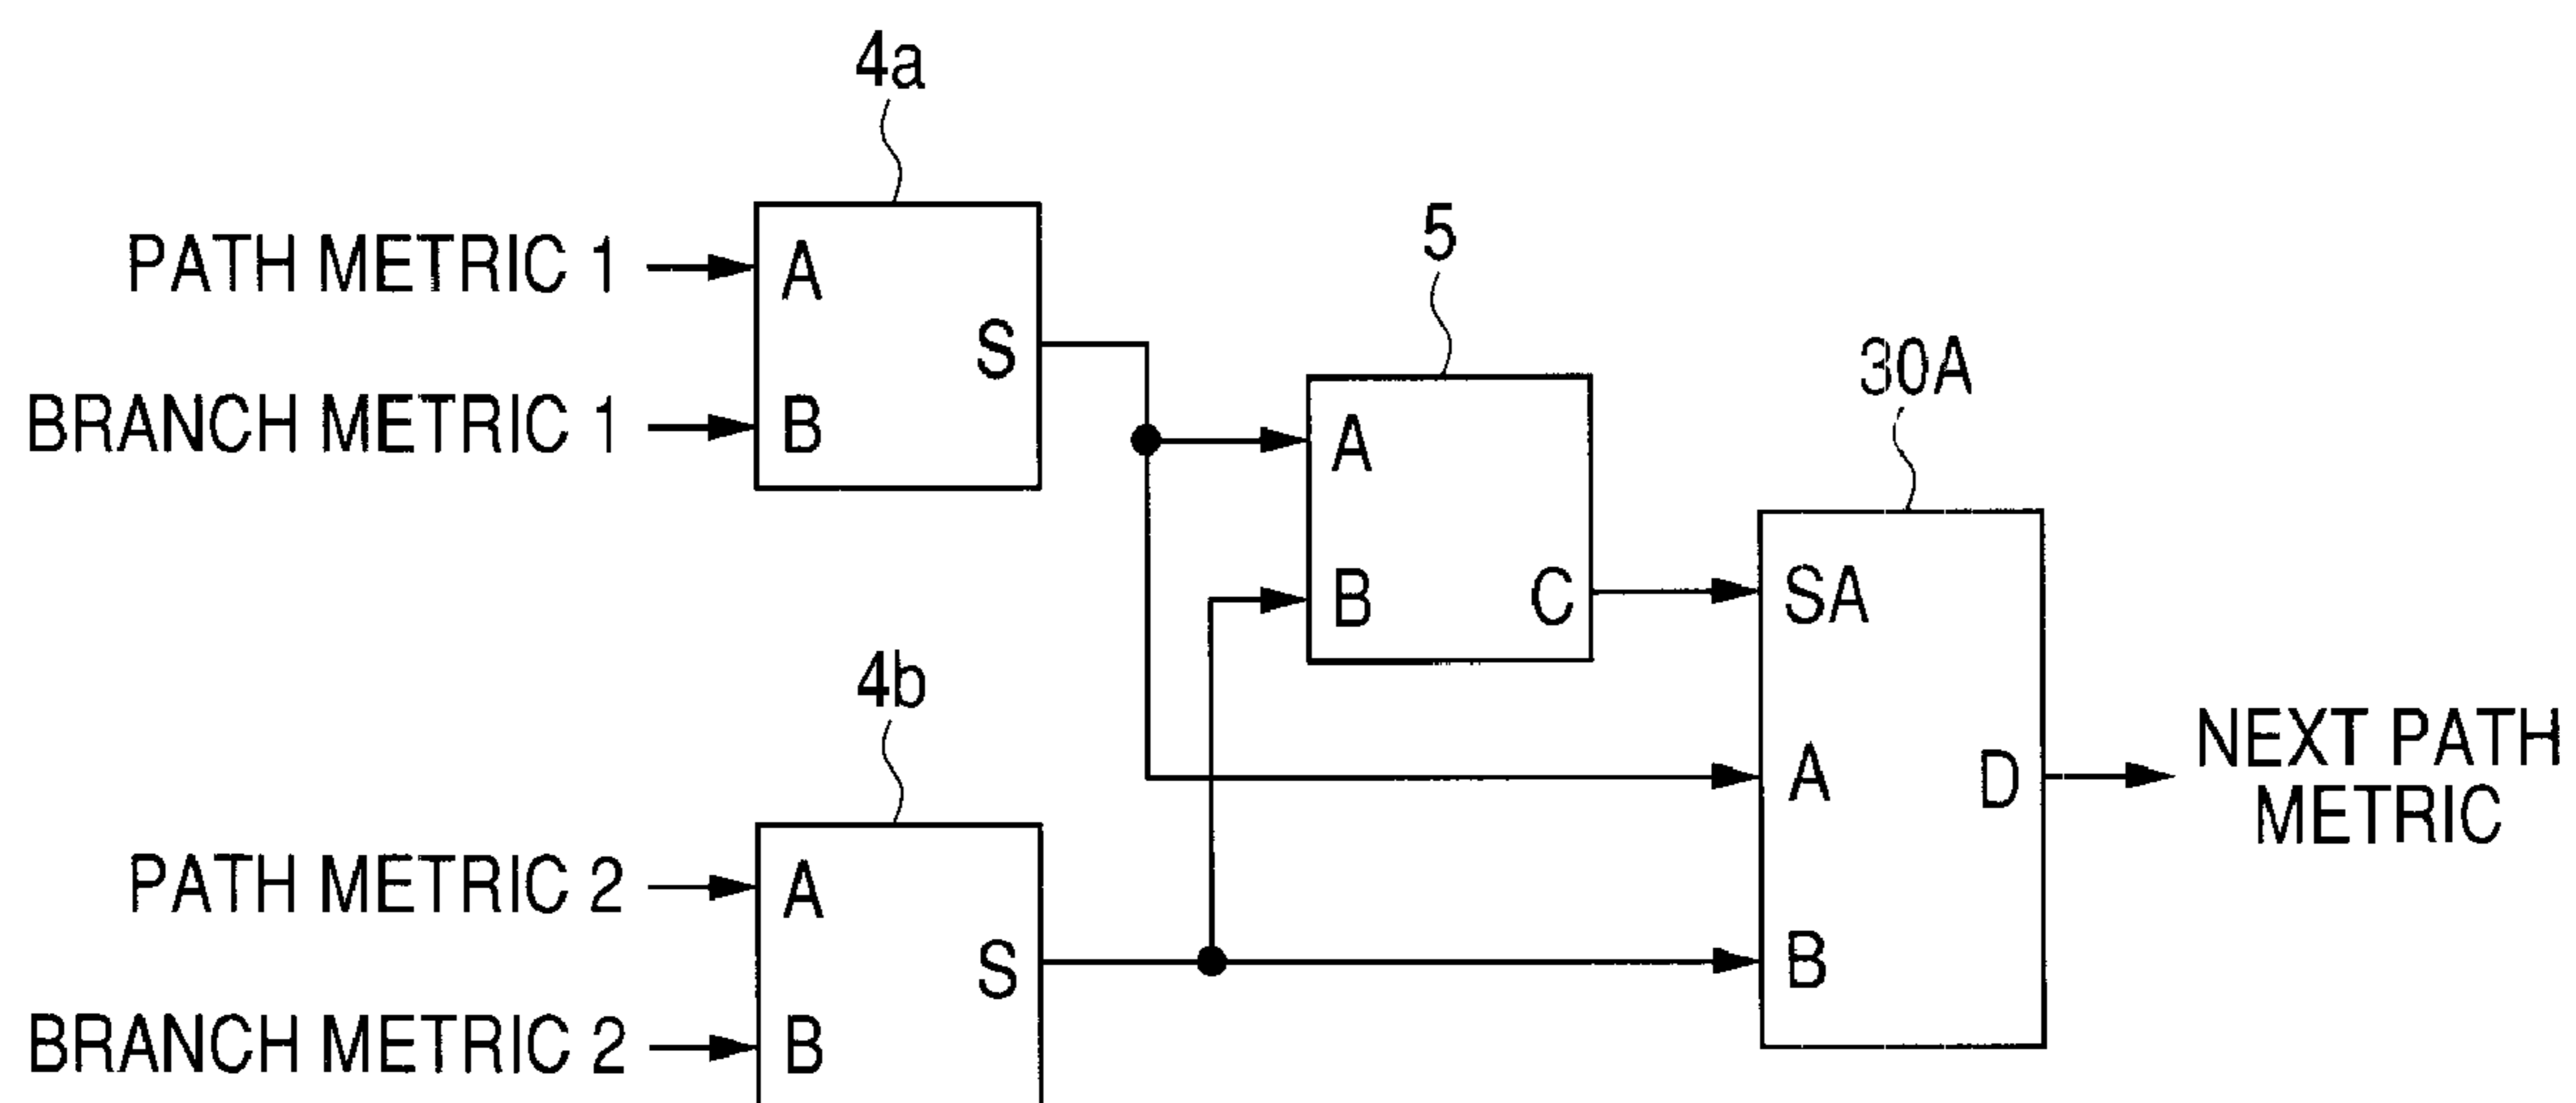 4a
PATH METRIC 1
A
S
BRANCH METRIC 1
B
5
A
B
C
30A
SA
A
D
B
NEXT PATH
METRIC
4b
PATH METRIC 2
A
S
BRANCH METRIC 2
B